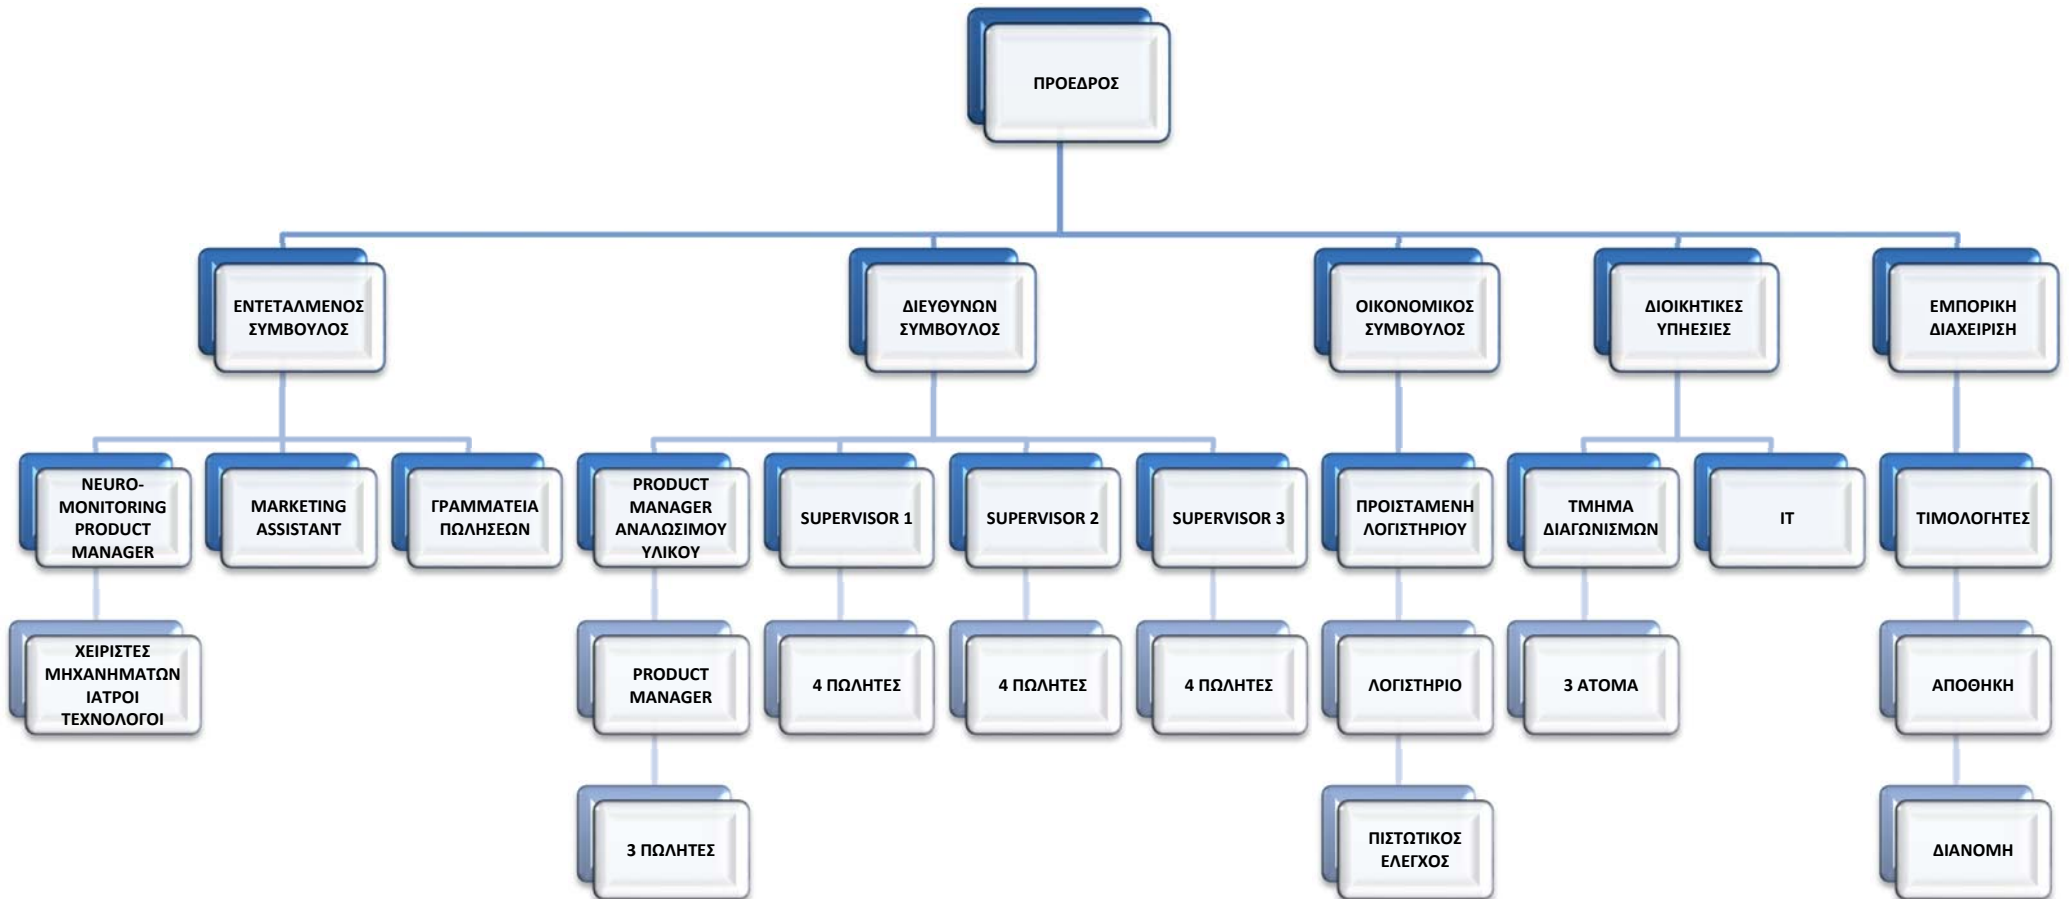 ΠΡΟΕΔΡΟΣ
ΕΝΤΕΤΑΛΜΕΝΟΣ
ΣΥΜΒΟΥΛΟΣ
ΔΙΕΥΘΥΝΩΝ
ΣΥΜΒΟΥΛΟΣ
ΟΙΚΟΝΟΜΙΚΟΣ
ΣΥΜΒΟΥΛΟΣ
ΔΙΟΙΚΗΤΙΚΕΣ
ΥΠΗΕΣΙΕΣ
ΕΜΠΟΡΙΚΗ
ΔΙΑΧΕΙΡΙΣΗ
NEURO-
MONITORING
PRODUCT
MANAGER
MARKETING
ASSISTANT
ΓΡΑΜΜΑΤΕΙΑ
ΠΩΛΗΣΕΩΝ
PRODUCT
MANAGER
ΑΝΑΛΩΣΙΜΟΥ
ΥΛΙΚΟΥ
SUPERVISOR 1
SUPERVISOR 2
SUPERVISOR 3
ΠΡΟΙΣΤΑΜΕΝΗ
ΛΟΓΙΣΤΗΡΙΟΥ
ΤΜΗΜΑ
ΔΙΑΓΩΝΙΣΜΩΝ
IT
ΤΙΜΟΛΟΓΗΤΕΣ
ΧΕΙΡΙΣΤΕΣ
ΜΗΧΑΝΗΜΑΤΩΝ
ΙΑΤΡΟΙ
ΤΕΧΝΟΛΟΓΟΙ
PRODUCT
MANAGER
4 ΠΩΛΗΤΕΣ
4 ΠΩΛΗΤΕΣ
4 ΠΩΛΗΤΕΣ
ΛΟΓΙΣΤΗΡΙΟ
3 ΑΤΟΜΑ
ΑΠΟΘΗΚΗ
3 ΠΩΛΗΤΕΣ
ΠΙΣΤΩΤΙΚΟΣ
ΕΛΕΓΧΟΣ
ΔΙΑΝΟΜΗ